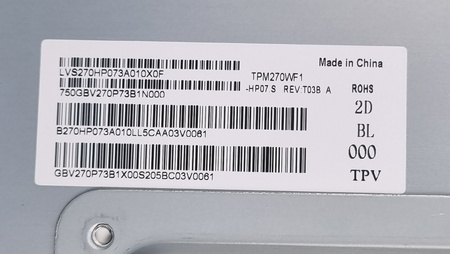 Made in China
LVS270HP073A010X0F
TPM270WF1
750GBV270P73B1N000
-HP07 S REV:T03B A
ROHS
2D
B270HP073A010LL5CAA03V0061
BL
000
GBV270P73B1X00S205BC03V0061
TPV